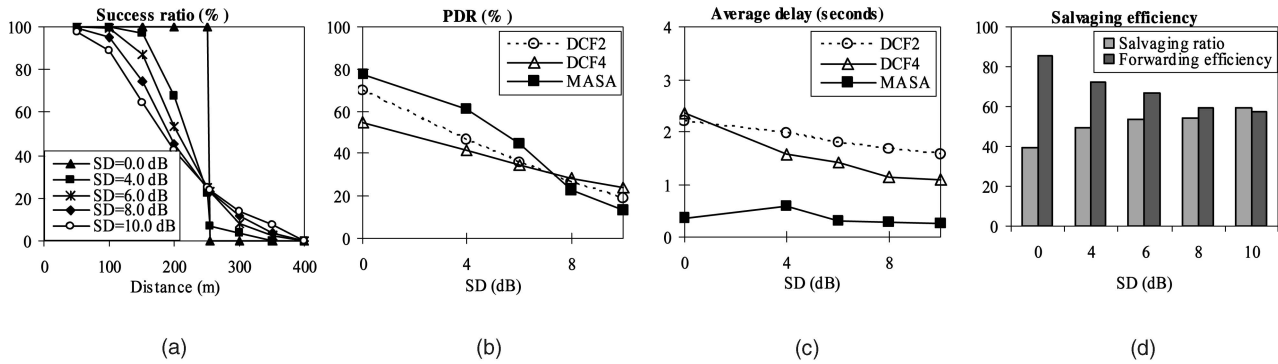 Success ratio (%)
100
80
60
40
20
0
SD=0.0 dB
SD=4.0 dB
SD=6.0 dB
SD=8.0 dB
SD=10.0 dB
0 100 200 300 400
Distance (m)
(a)
PDR (%)
100
80
60
40
20
0
DCF2
DCF4
MASA
0 4 8
SD (dB)
(b)
Average delay (seconds)
4
3
2
1
0
DCF2
DCF4
MASA
0 4 8
SD (dB)
(c)
Salvaging efficiency
100
80
60
40
20
0
Salvaging ratio
Forwarding efficiency
0 4 6 8 10
SD (dB)
(d)